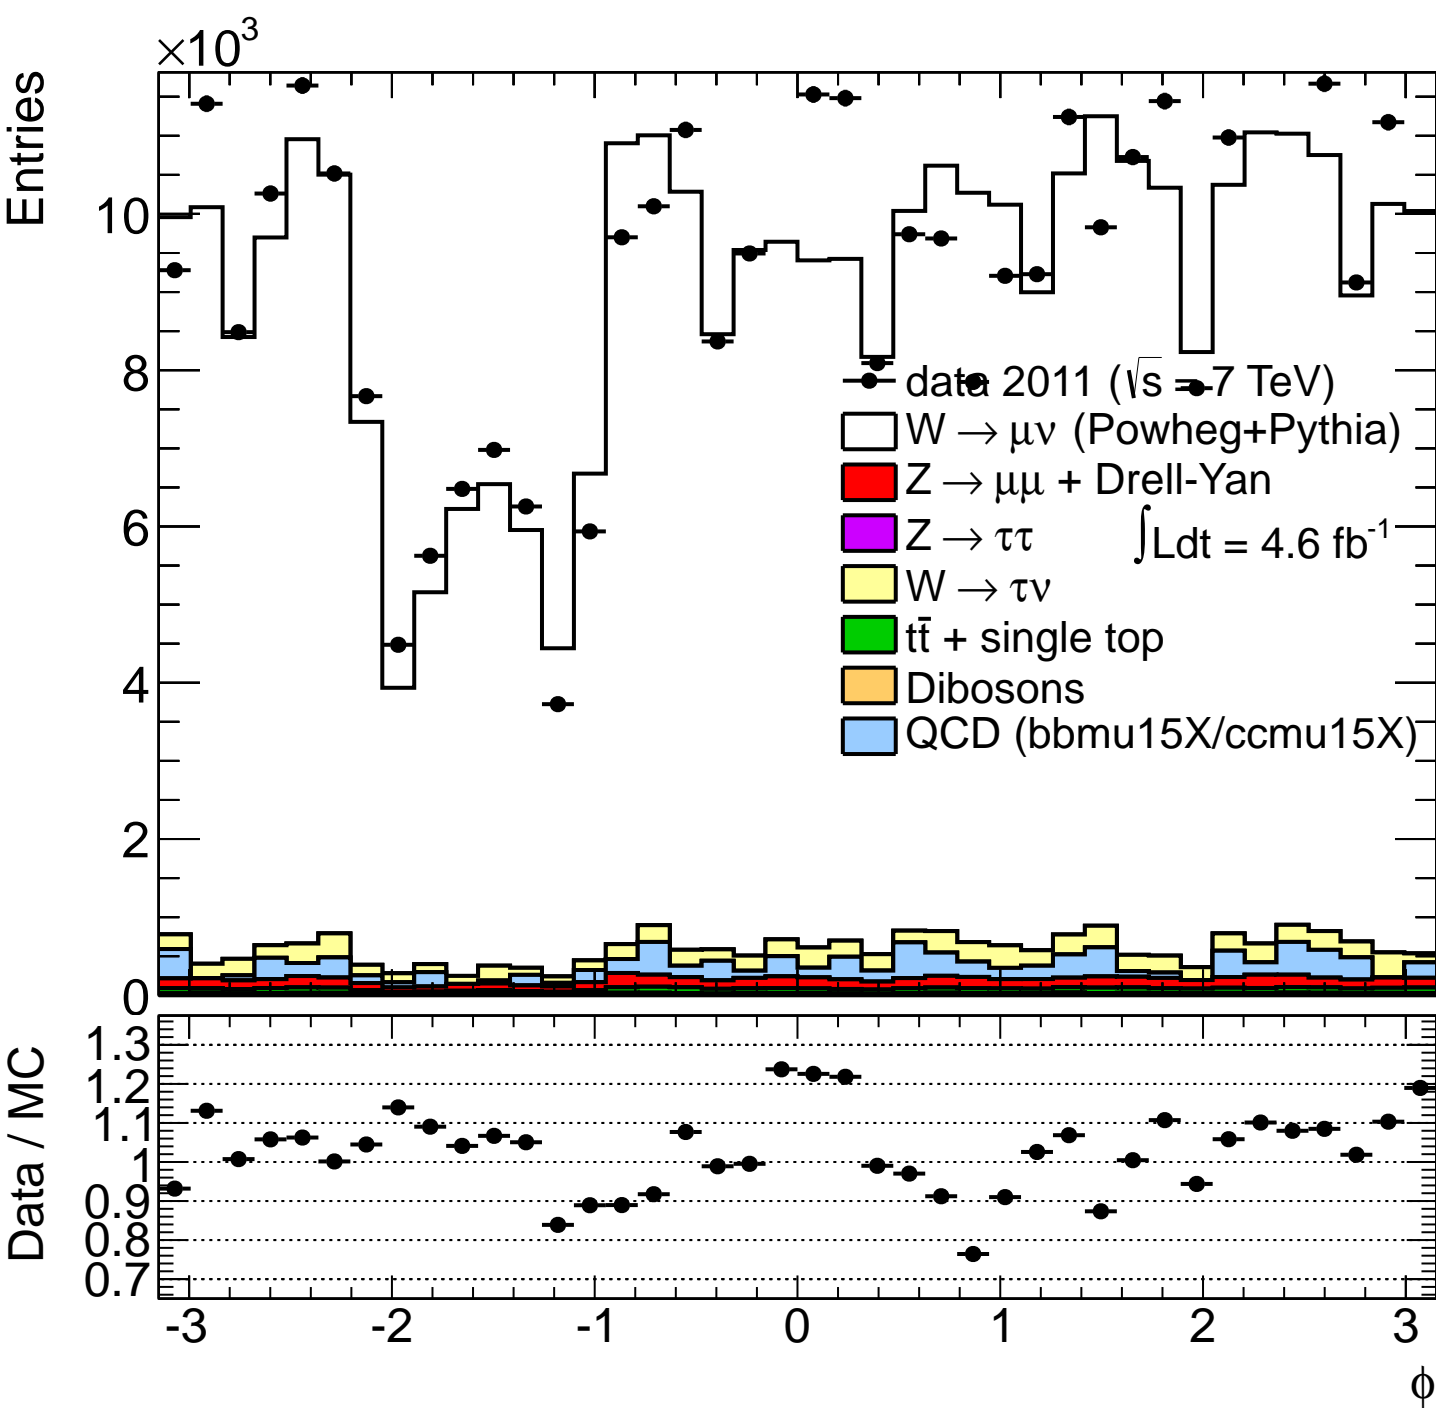 ×10³
Entries
10
8
6
4
2
0
data 2011 (√s = 7 TeV)
W → μν (Powheg+Pythia)
Z → μμ + Drell-Yan
Z → ττ
∫Ldt = 4.6 fb⁻¹
W → τν
tt̄ + single top
Dibosons
QCD (bbmu15X/ccmu15X)
Data / MC
1.3
1.2
1.1
1
0.9
0.8
0.7
-3 -2 -1 0 1 2 3
ϕ